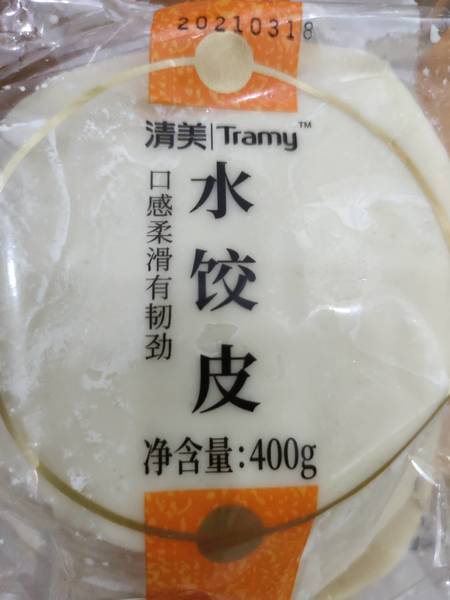 20210318
清美|Tramy™
水饺皮
口感柔滑有韧劲
净含量:400g